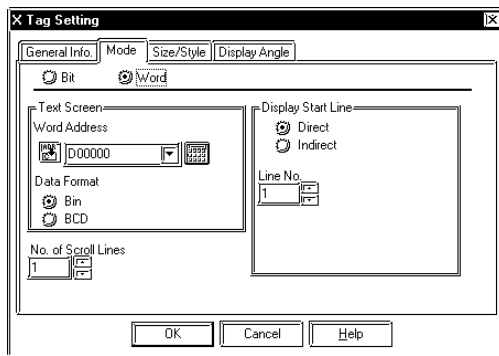 X Tag Setting
General Info. Mode Size/Style Display Angle
Bit Word
Text Screen
Word Address
D00000
Data Format
Bin
BCD
No. of Scroll Lines
1
Display Start Line
Direct
Indirect
Line No.
1
OK Cancel Help